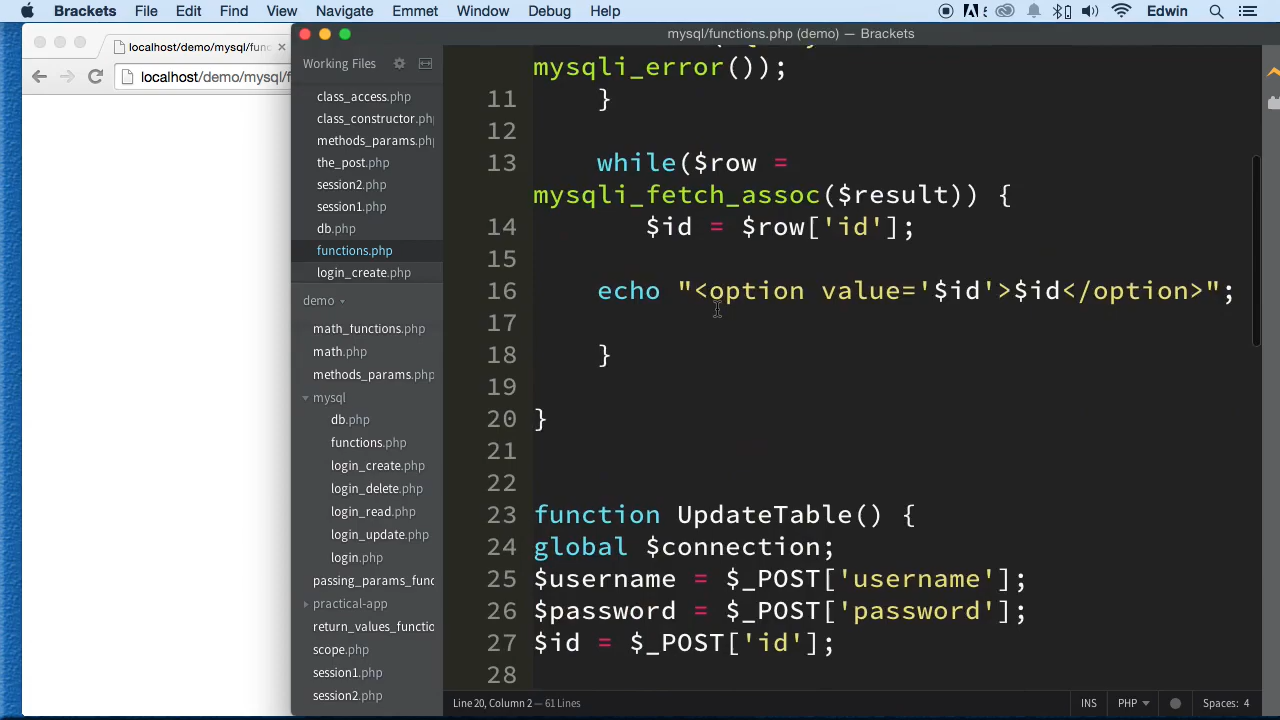 Brackets File Edit Find View Navigate Emmet Window Debug Help 5 Edwin
localhost/demo/mysql/func
localhost/demo/mysql/f
mysql/functions.php (demo) — Brackets
Working Files
class_access.php
class_constructor.php
methods_params.php
the_post.php
session2.php
session1.php
db.php
functions.php
login_create.php
demo
math_functions.php
math.php
methods_params.php
mysql
db.php
functions.php
login_create.php
login_delete.php
login_read.php
login_update.php
login.php
passing_params_func
practical-app
return_values_functio
scope.php
session1.php
session2.php
mysqli_error());
11 }
12
13 while($row =
mysqli_fetch_assoc($result)) {
14 $id = $row['id'];
15
16 echo "<option value='$id'>$id</option>";
17
18 }
19
20 }
21
22
23 function UpdateTable() {
24 global $connection;
25 $username = $_POST['username'];
26 $password = $_POST['password'];
27 $id = $_POST['id'];
28
Line 20, Column 2 — 61 Lines
INS PHP Spaces: 4